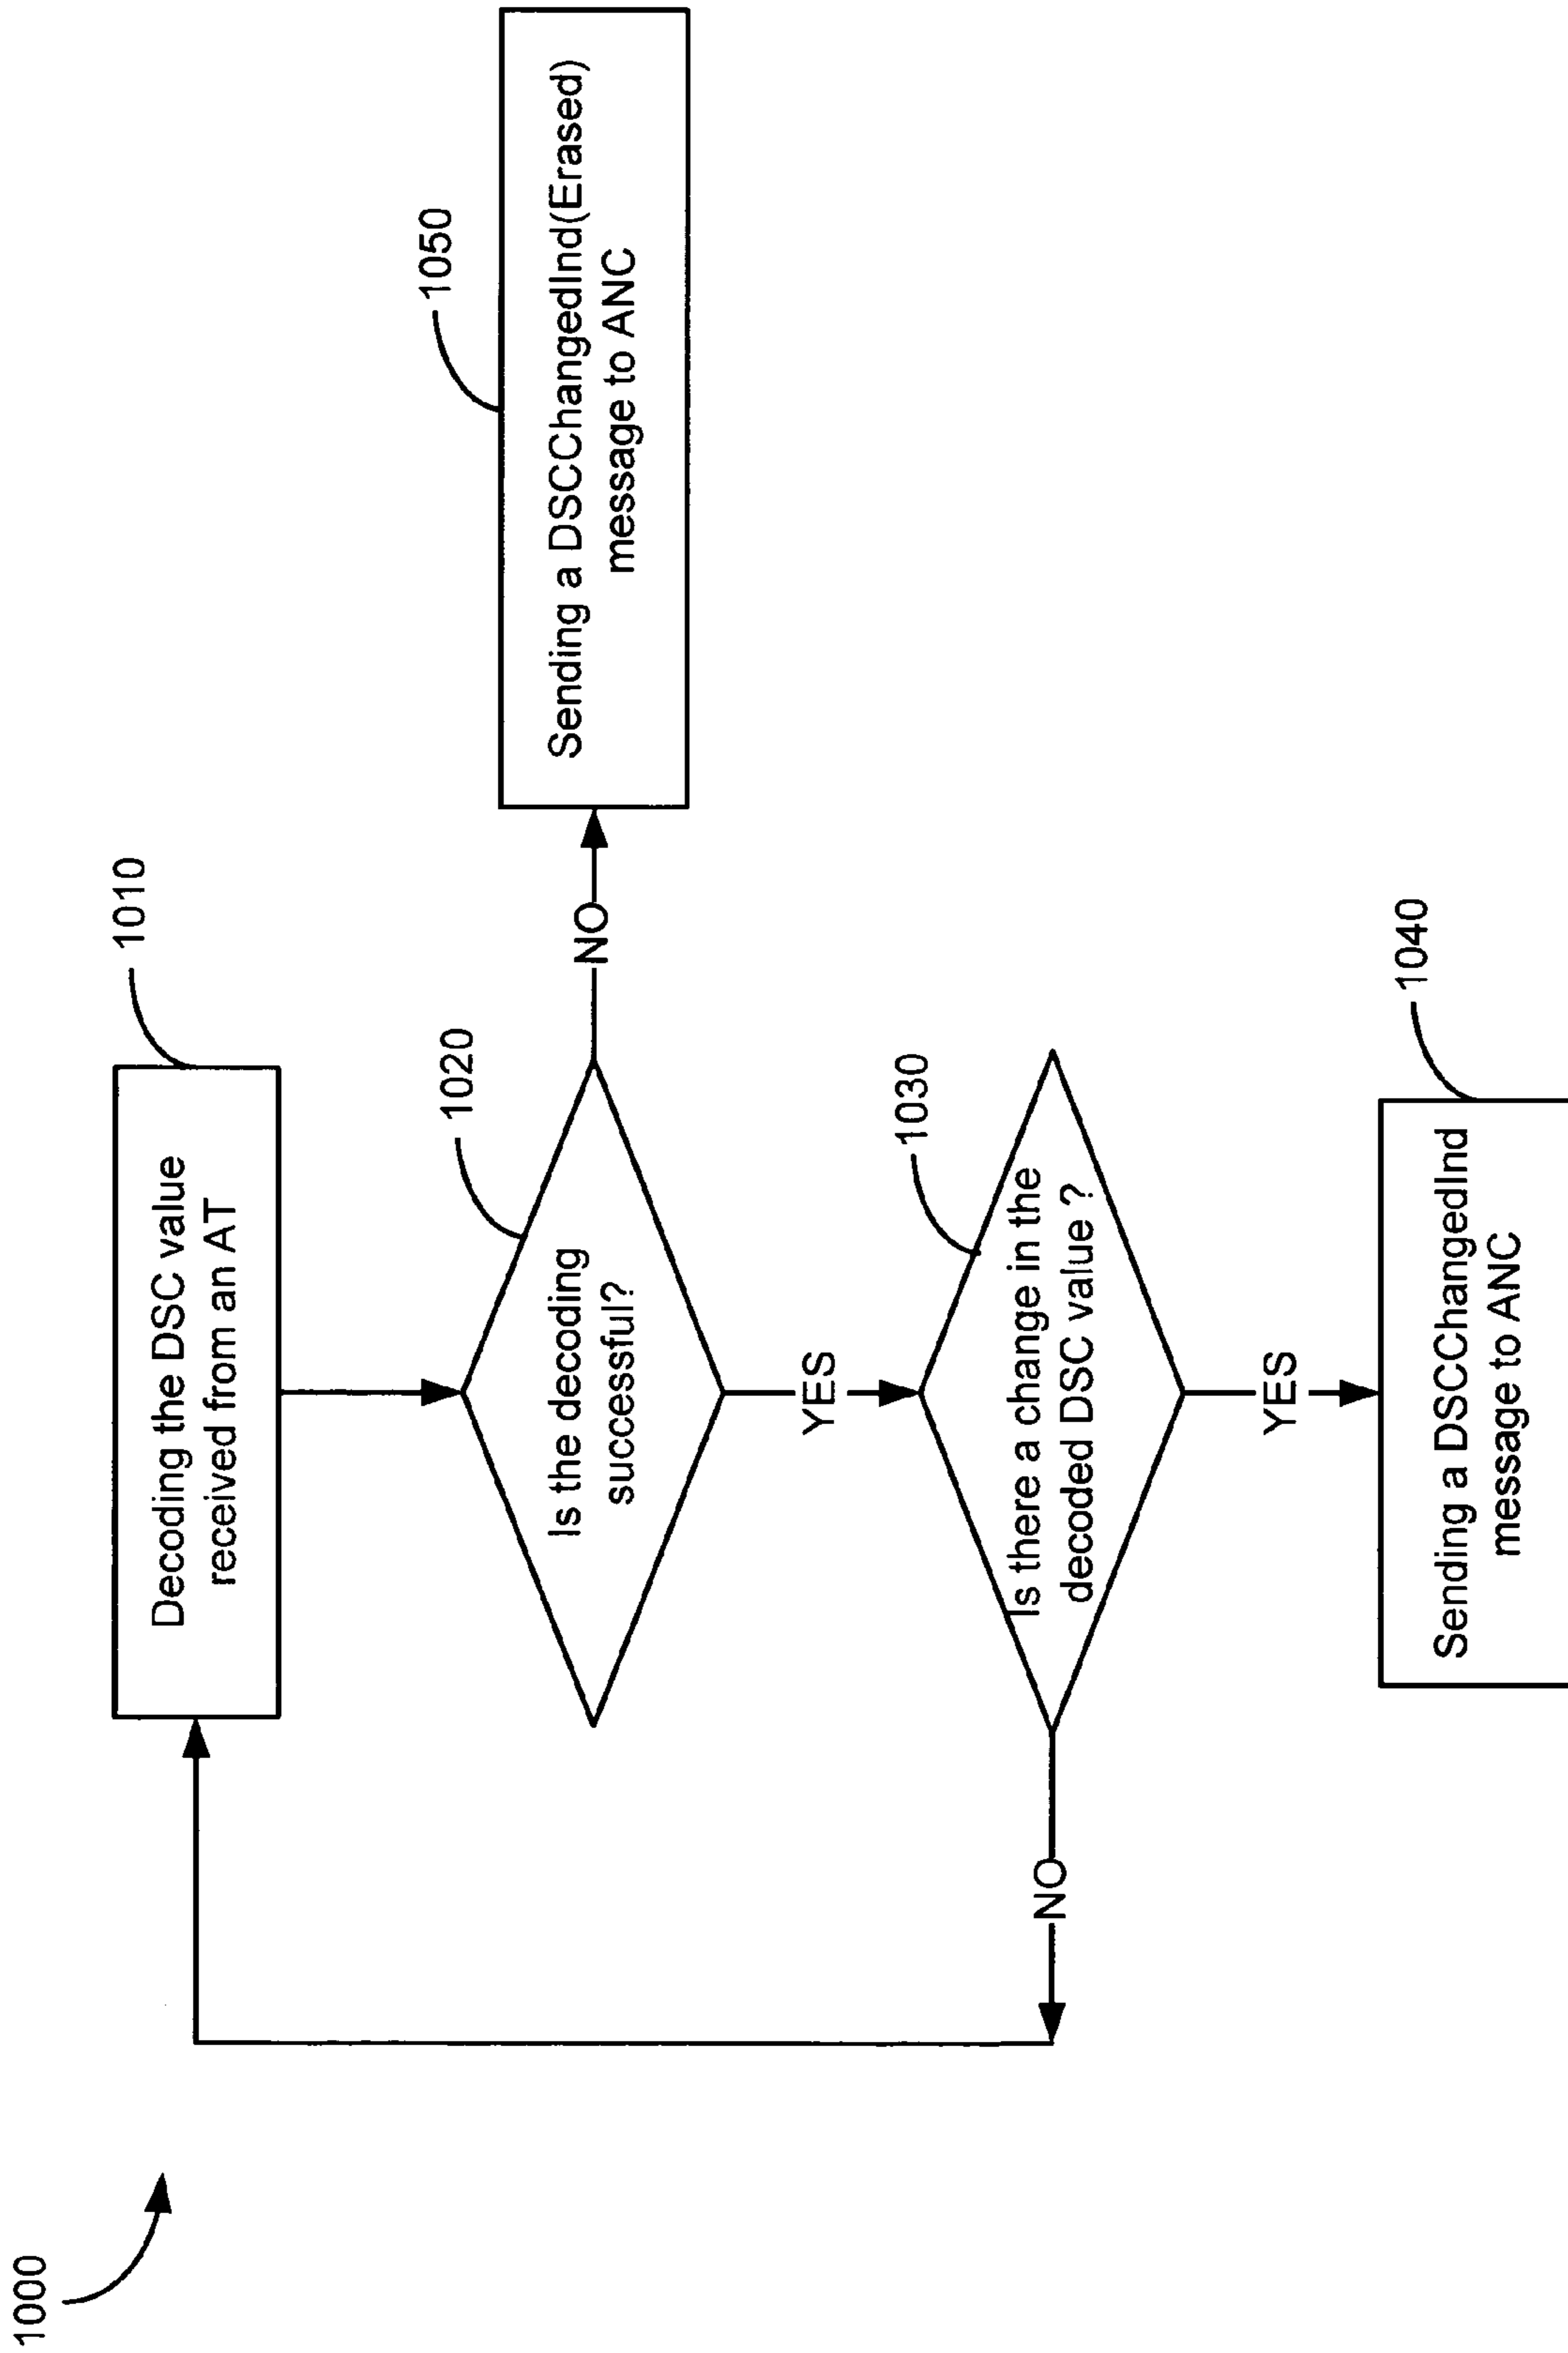 1000
1010
Decoding the DSC value
received from an AT
1020
Is the decoding
successful?
NO
1050
Sending a DSCChangedInd(Erased)
message to ANC
YES
1030
Is there a change in the
decoded DSC value ?
NO
YES
1040
Sending a DSCChangedInd
message to ANC